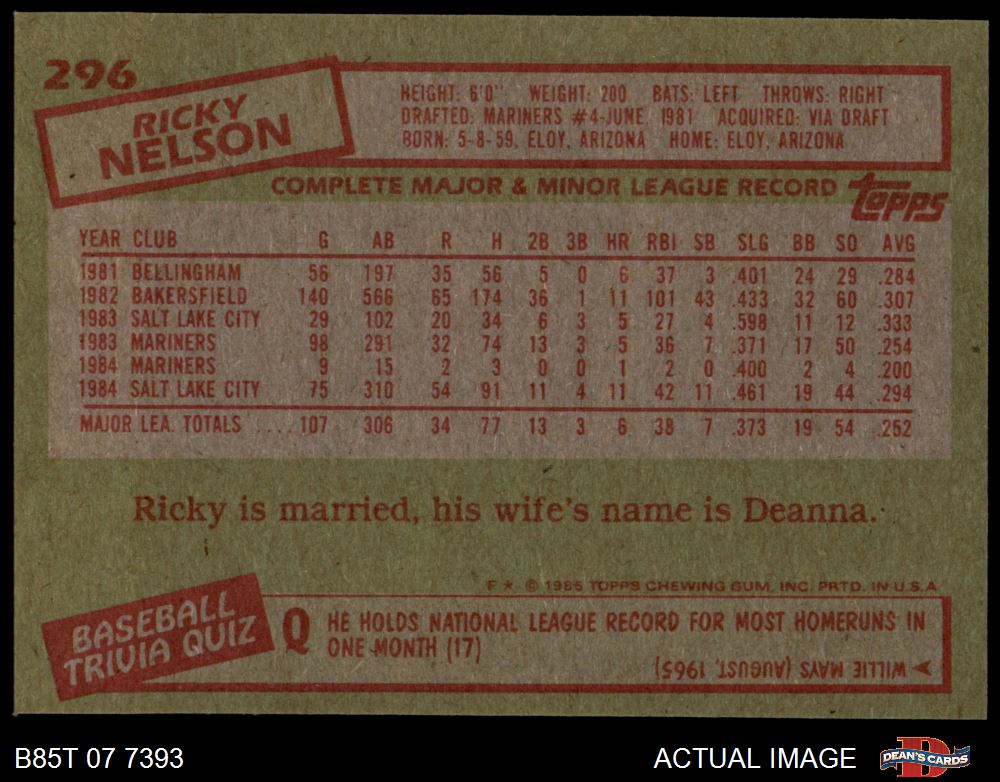 296
RICKY
NELSON
HEIGHT: 6'0" WEIGHT: 200 BATS: LEFT THROWS: RIGHT
DRAFTED: MARINERS #4-JUNE, 1981 ACQUIRED: VIA DRAFT
BORN: 5-8-59, ELOY, ARIZONA HOME: ELOY, ARIZONA
COMPLETE MAJOR & MINOR LEAGUE RECORD topps
YEAR CLUB G AB R H 2B 3B HR RBI SB SLG BB SO AVG
1981 BELLINGHAM 56 197 35 56 5 0 6 37 3 .401 24 29 .284
1982 BAKERSFIELD 140 566 65 174 36 1 11 101 43 .433 32 60 .307
1983 SALT LAKE CITY 29 102 20 34 6 3 5 27 4 .598 11 12 .333
1983 MARINERS 98 291 32 74 13 3 5 36 7 .371 17 50 .254
1984 MARINERS 9 15 2 3 0 0 1 2 0 .400 2 4 .200
1984 SALT LAKE CITY 75 310 54 91 11 4 11 42 11 .461 19 44 .294
MAJOR LEA. TOTALS ....107 306 34 77 13 3 6 38 7 .373 19 54 .252
Ricky is married, his wife's name is Deanna.
F * © 1985 TOPPS CHEWING GUM, INC. PRTD. IN U.S.A.
BASEBALL
TRIVIA QUIZ
Q HE HOLDS NATIONAL LEAGUE RECORD FOR MOST HOMERUNS IN
ONE MONTH (17)
WILLIE MAYS (AUGUST, 1965)
B85T 07 7393
ACTUAL IMAGE
D
DEAN'S CARDS